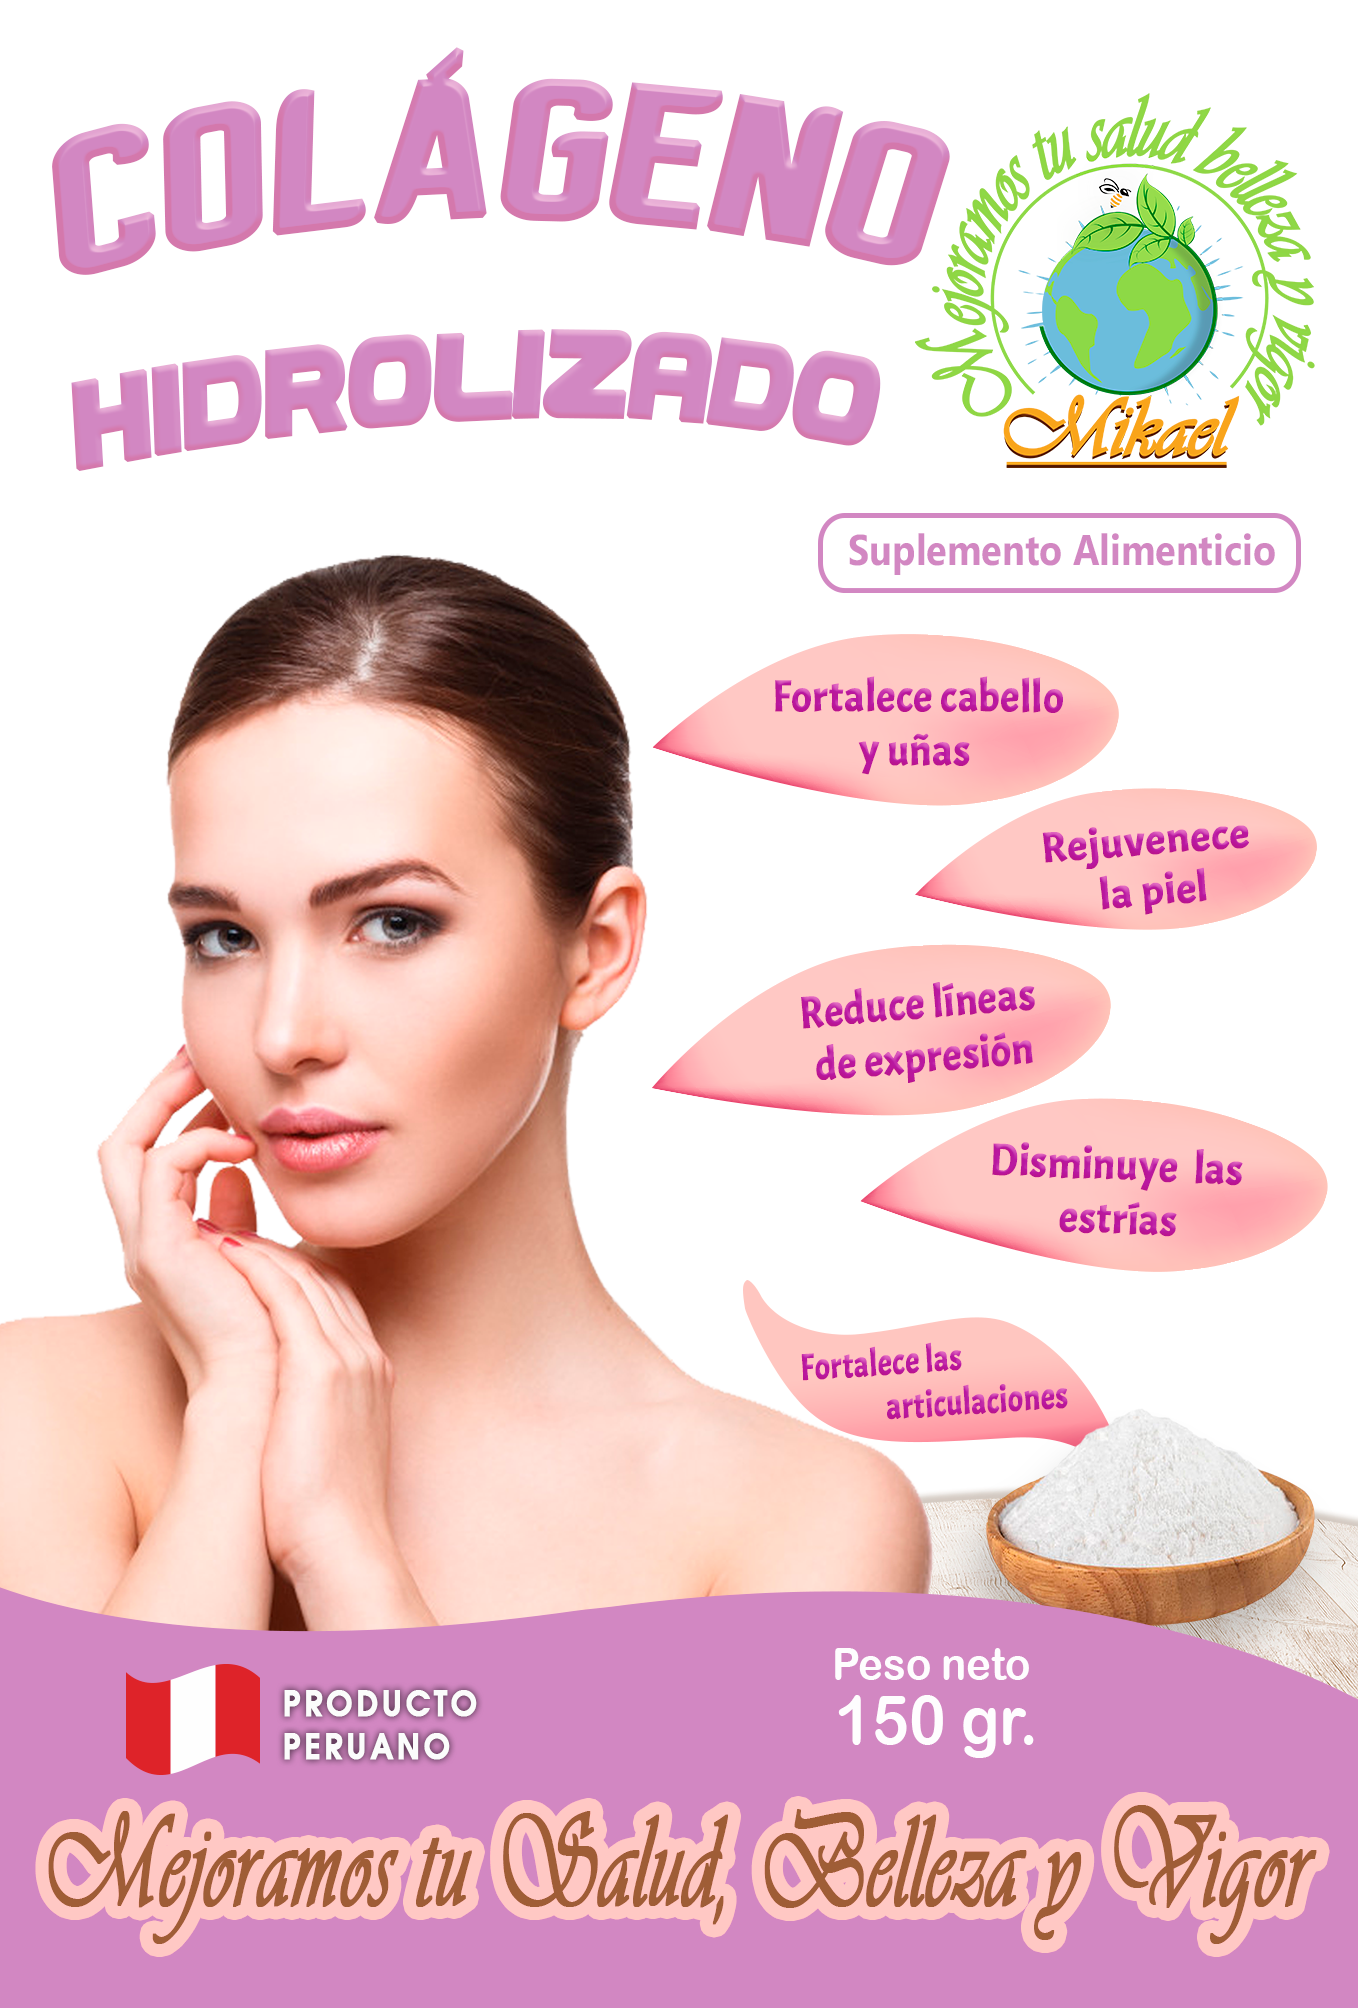 COLÁGENO
HIDROLIZADO
Mejoramos tu salud belleza y vigor
Mikael
Suplemento Alimenticio
Fortalece cabello
y uñas
Rejuvenece
la piel
Reduce líneas
de expresión
Disminuye las
estrías
Fortalece las
articulaciones
PRODUCTO
PERUANO
Peso neto
150 gr.
Mejoramos tu Salud, Belleza y Vigor